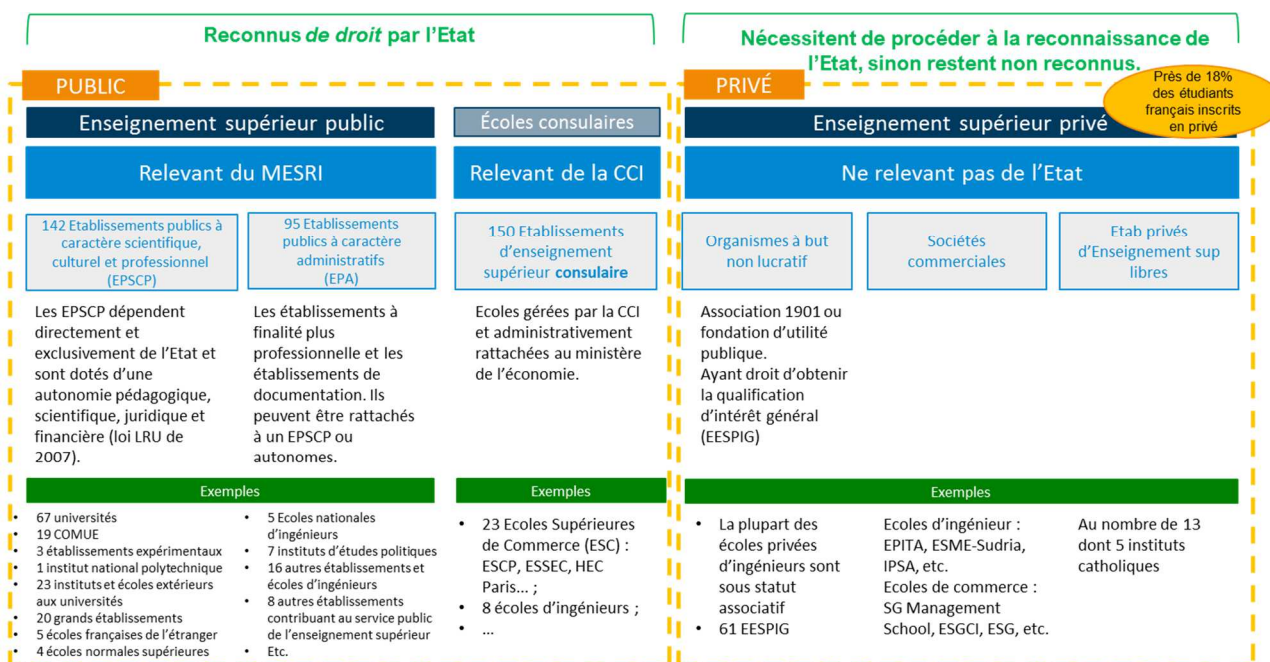 Reconnus de droit par l’Etat
Nécessitent de procéder à la reconnaissance de
l’Etat, sinon restent non reconnus.
PUBLIC
PRIVÉ
Près de 18%
des étudiants
français inscrits
en privé
Enseignement supérieur public
Écoles consulaires
Enseignement supérieur privé
Relevant du MESRI
Relevant de la CCI
Ne relevant pas de l’Etat
142 Etablissements publics à
caractère scientifique,
culturel et professionnel
(EPSCP)
95 Etablissements
publics à caractère
administratifs
(EPA)
150 Etablissements
d’enseignement
supérieur consulaire
Organismes à but
non lucratif
Sociétés
commerciales
Etab privés
d’Enseignement sup
libres
Les EPSCP dépendent
directement et
exclusivement de l’Etat et
sont dotés d’une
autonomie pédagogique,
scientifique, juridique et
financière (loi LRU de
2007).
Les établissements à
finalité plus
professionnelle et les
établissements de
documentation. Ils
peuvent être rattachés
à un EPSCP ou
autonomes.
Ecoles gérées par la CCI
et administrativement
rattachées au ministère
de l’économie.
Association 1901 ou
fondation d’utilité
publique.
Ayant droit d’obtenir
la qualification
d’intérêt général
(EESPIG)
Exemples
Exemples
Exemples
• 67 universités
• 19 COMUE
• 3 établissements expérimentaux
• 1 institut national polytechnique
• 23 instituts et écoles extérieurs
aux universités
• 20 grands établissements
• 5 écoles françaises de l’étranger
• 4 écoles normales supérieures
• 5 Ecoles nationales
d’ingénieurs
• 7 instituts d’études politiques
• 16 autres établissements et
écoles d’ingénieurs
• 8 autres établissements
contribuant au service public
de l’enseignement supérieur
• Etc.
• 23 Ecoles Supérieures
de Commerce (ESC) :
ESCP, ESSEC, HEC
Paris... ;
• 8 écoles d’ingénieurs ;
• ...
• La plupart des
écoles privées
d’ingénieurs sont
sous statut
associatif
• 61 EESPIG
Ecoles d’ingénieur :
EPITA, ESME-Sudria,
IPSA, etc.
Ecoles de commerce :
SG Management
School, ESGCI, ESG, etc.
Au nombre de 13
dont 5 instituts
catholiques